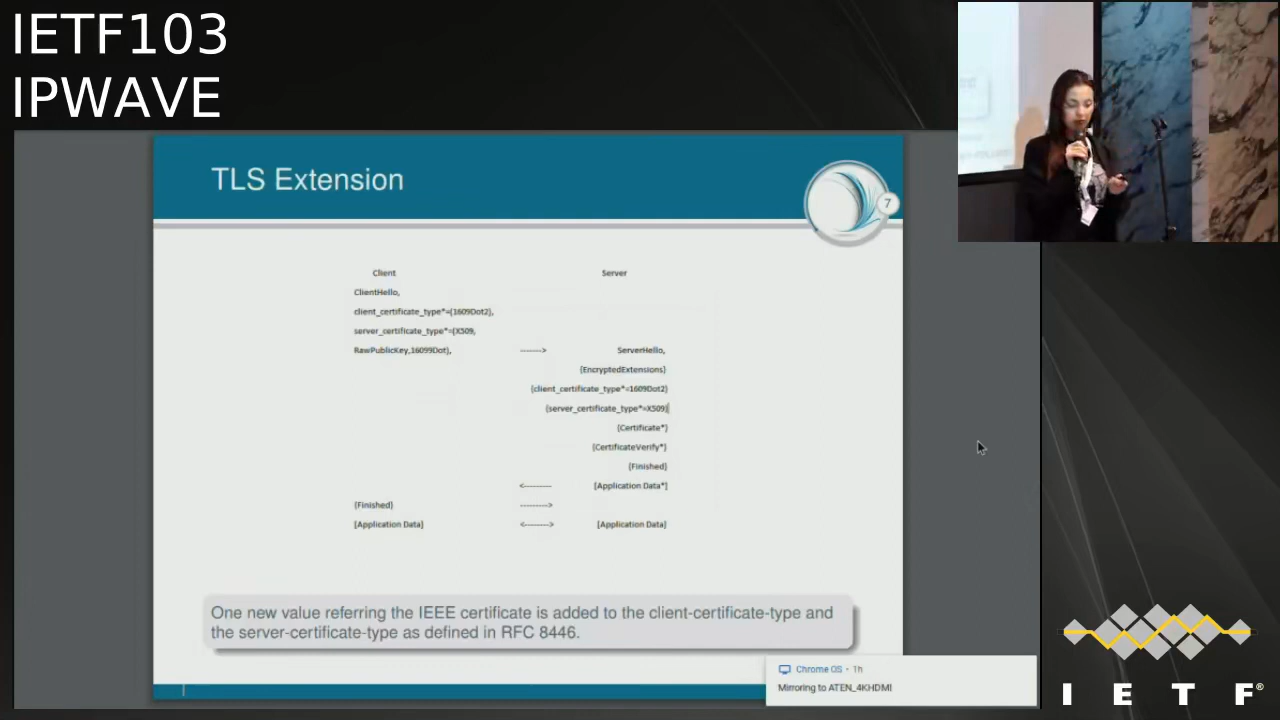 IETF103
IPWAVE
TLS Extension
7
Client Server
ClientHello,
client_certificate_type*={1609Dot2},
server_certificate_type*={X509,
RawPublicKey,16099Dot}, -------> ServerHello,
{EncryptedExtensions}
{client_certificate_type*=1609Dot2}
{server_certificate_type*=X509}
{Certificate*}
{CertificateVerify*}
{Finished}
<--------- [Application Data*]
{Finished} --------->
[Application Data] <--------> [Application Data]
One new value referring the IEEE certificate is added to the client-certificate-type and
the server-certificate-type as defined in RFC 8446.
Chrome OS • 1h
Mirroring to ATEN_4KHDMI
I E T F®